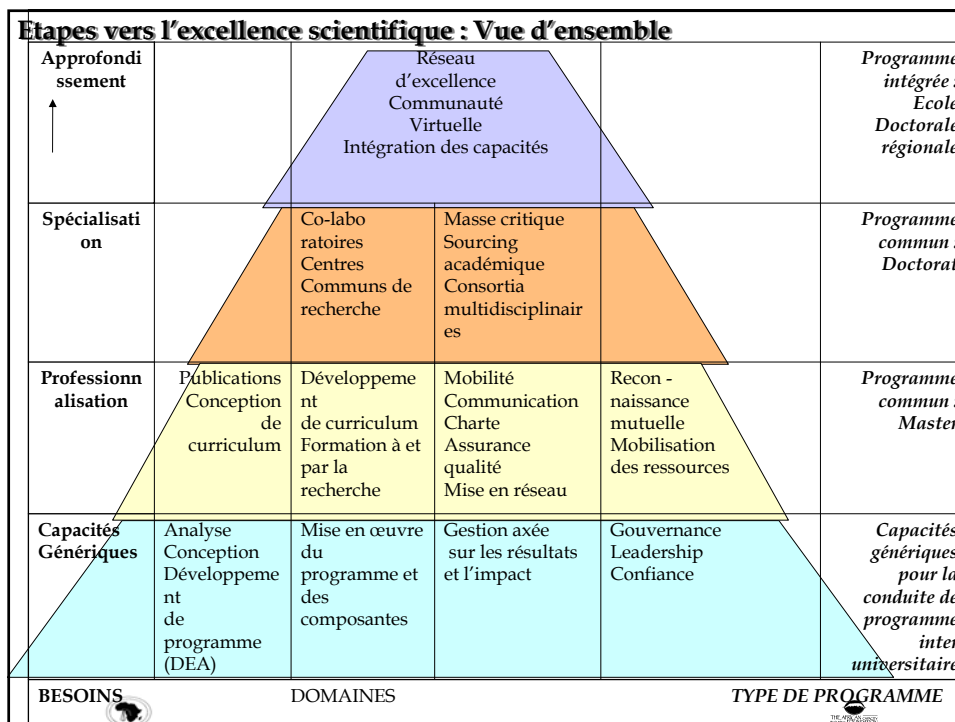 Etapes vers l'excellence scientifique : Vue d'ensemble
Approfondi
ssement
Réseau
d'excellence
Communauté
Virtuelle
Intégration des capacités
Programme
intégrée :
Ecole
Doctorale
régionale
Spécialisati
on
Co-labo
ratoires
Centres
Communs de
recherche
Masse critique
Sourcing
académique
Consortia
multidisciplinair
es
Programme
commun :
Doctorat
Professionn
alisation
Publications
Conception
de
curriculum
Développeme
nt
de curriculum
Formation à et
par la
recherche
Mobilité
Communication
Charte
Assurance
qualité
Mise en réseau
Recon -
naissance
mutuelle
Mobilisation
des ressources
Programme
commun :
Master
Capacités
Génériques
Analyse
Conception
Développeme
nt
de
programme
(DEA)
Mise en œuvre
du
programme et
des
composantes
Gestion axée
sur les résultats
et l'impact
Gouvernance
Leadership
Confiance
Capacités
génériques
pour la
conduite de
programme
inter
universitaire
BESOINS
DOMAINES
TYPE DE PROGRAMME